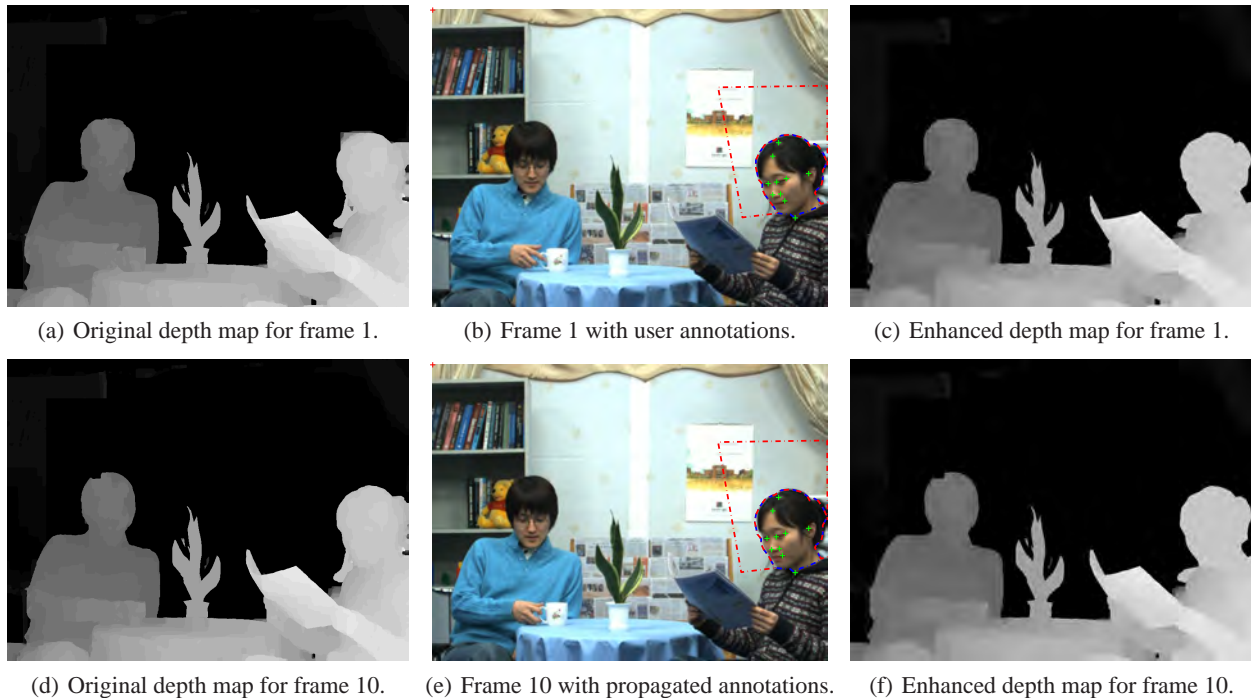 (a) Original depth map for frame 1.
(b) Frame 1 with user annotations.
(c) Enhanced depth map for frame 1.
(d) Original depth map for frame 10.
(e) Frame 10 with propagated annotations.
(f) Enhanced depth map for frame 10.